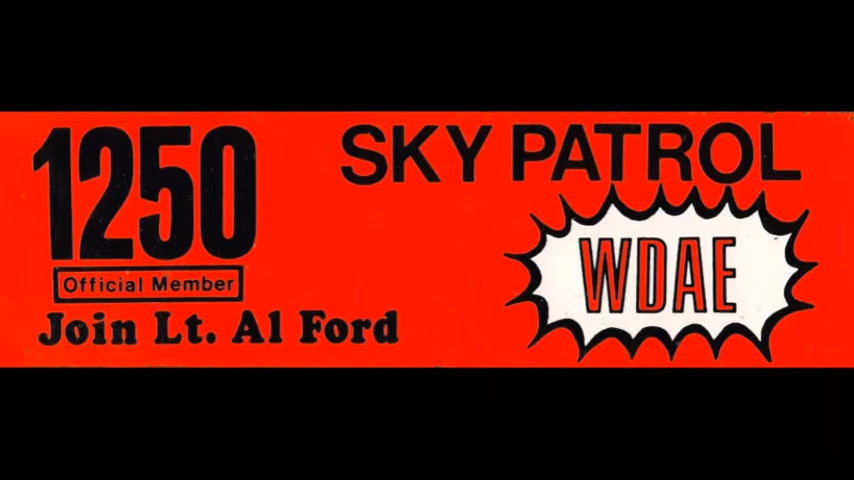 1250
Official Member
Join Lt. Al Ford
SKY PATROL
WDAE